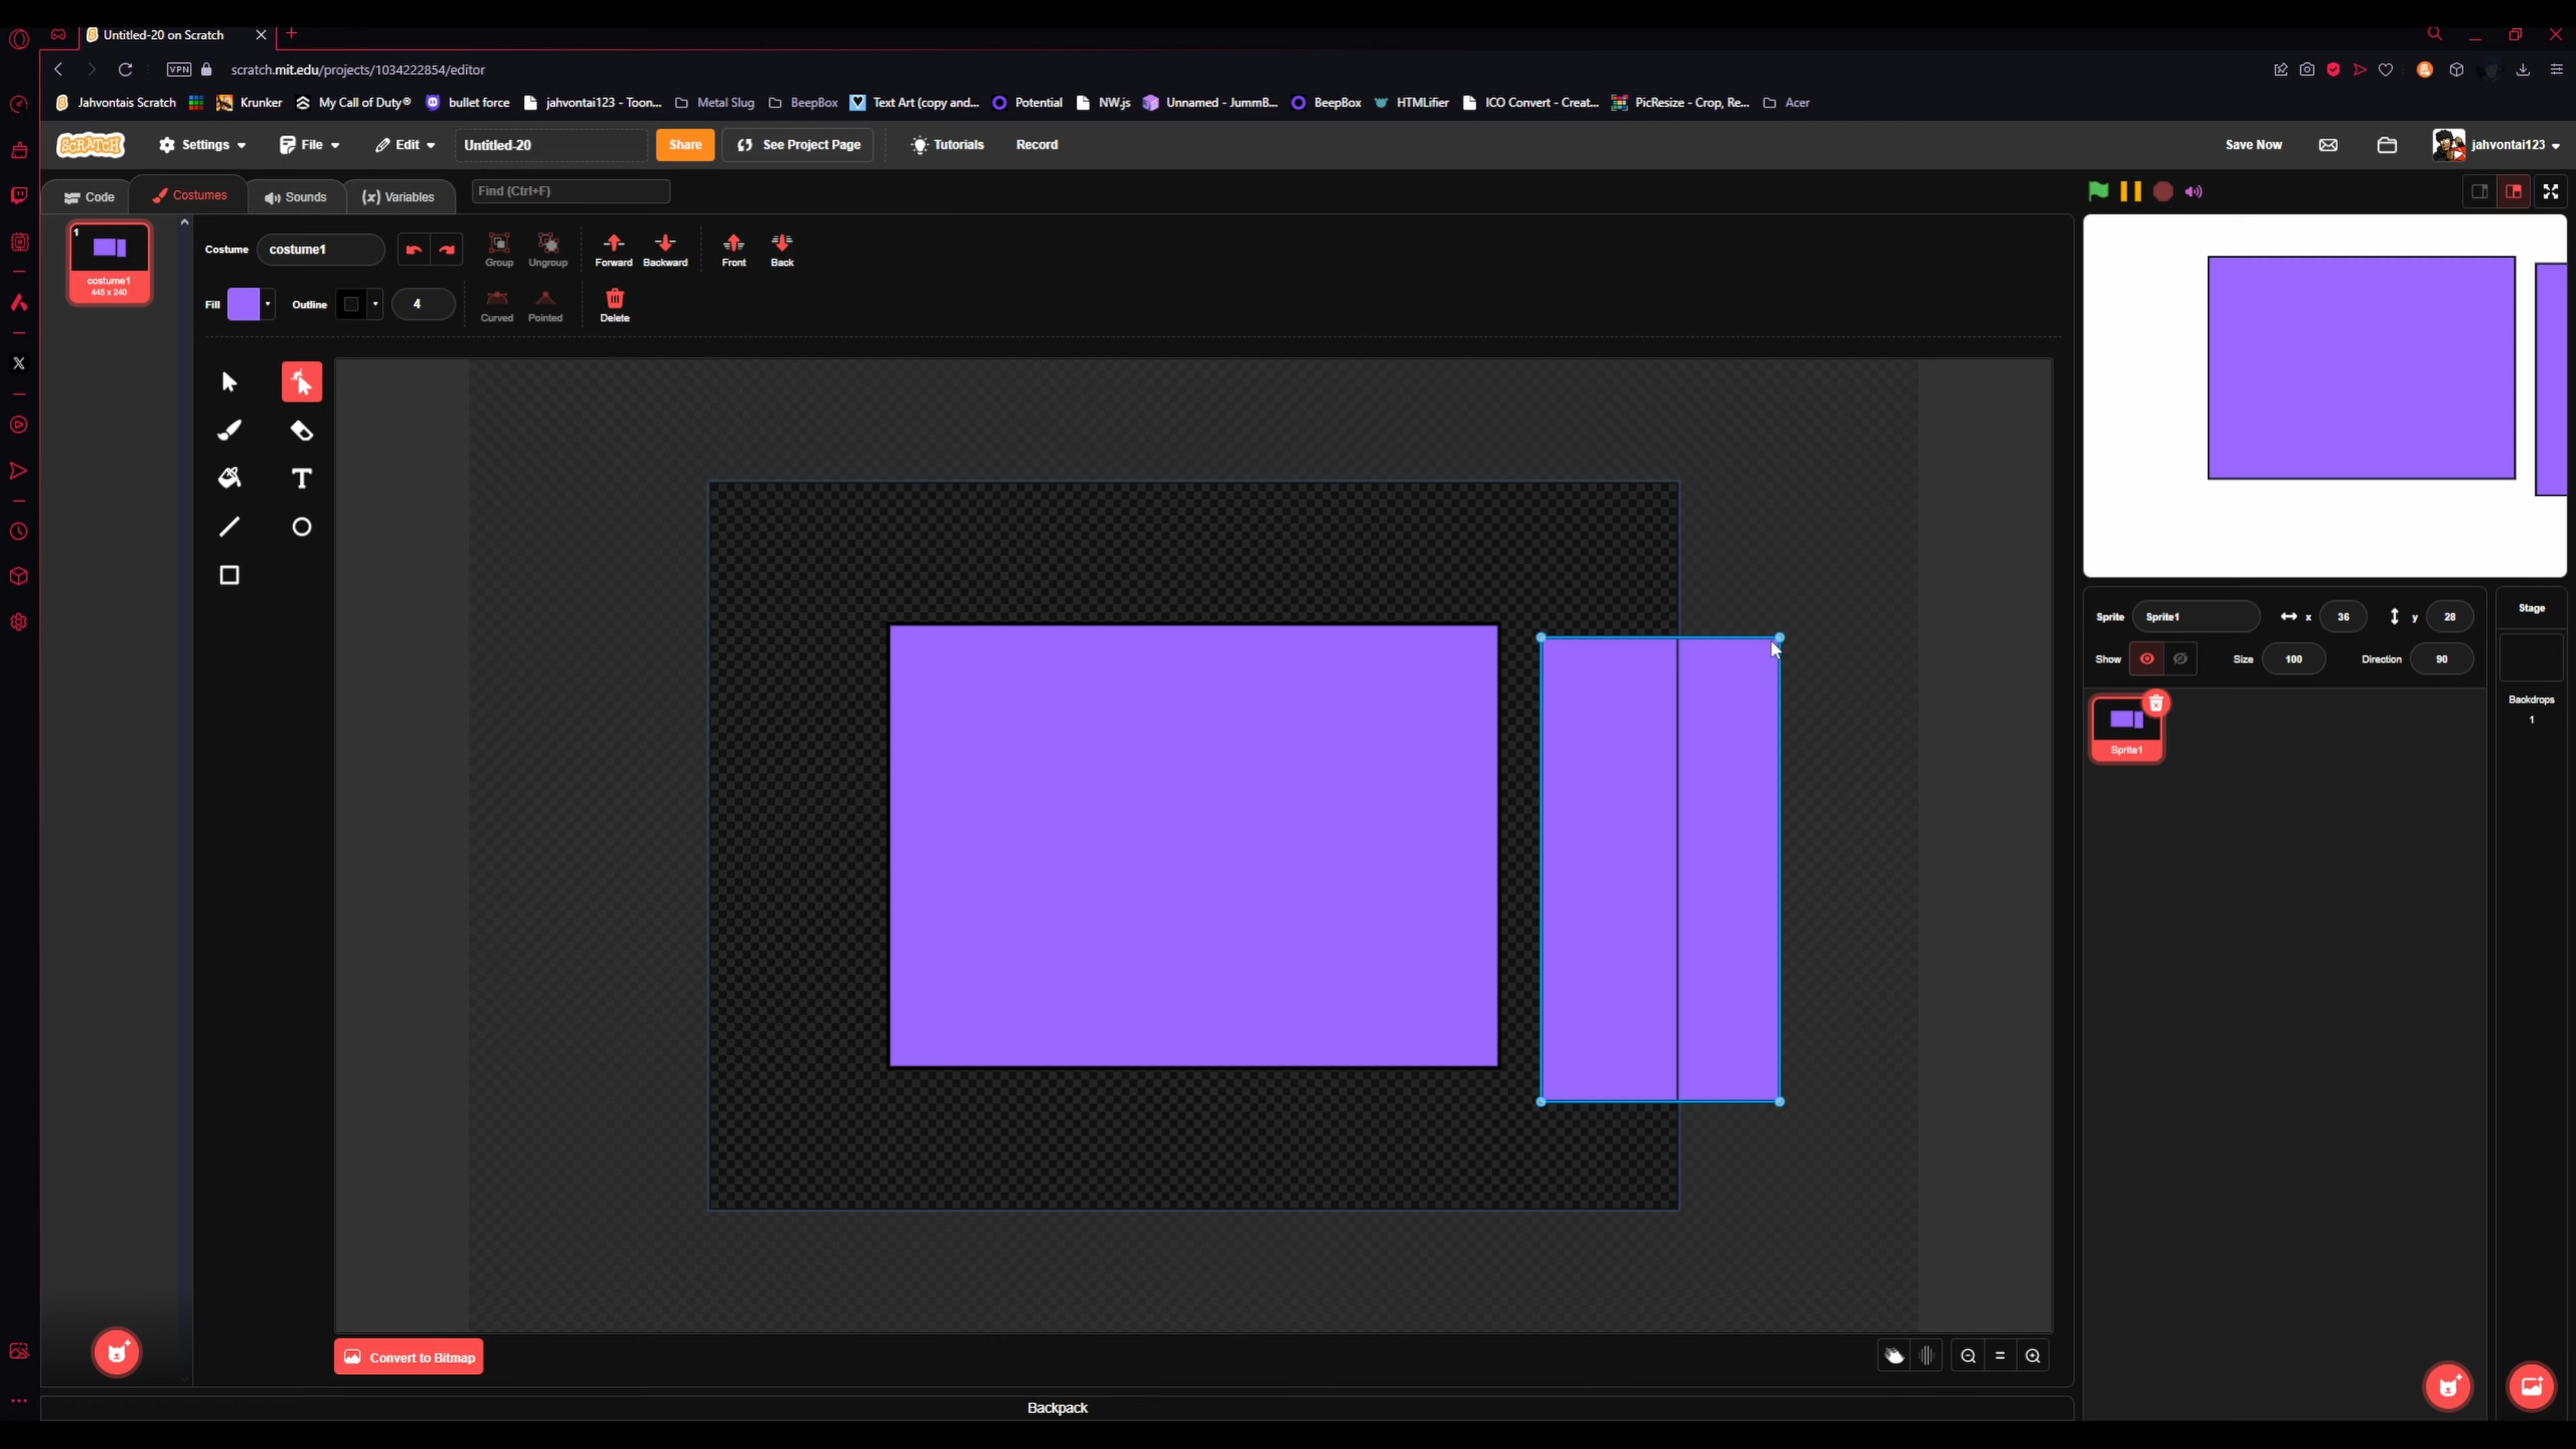 Untitled-20 on Scratch
VPN scratch.mit.edu/projects/1034222854/editor
Jahvontais Scratch Krunker My Call of Duty® bullet force jahvontai123 - Toon... Metal Slug BeepBox Text Art (copy and... Potential NW.js Unnamed - JummB... BeepBox HTMLifier ICO Convert - Creat... PicResize - Crop, Re... Acer
SCRATCH Settings File Edit Untitled-20 Share See Project Page Tutorials Record Save Now jahvontai123
Code Costumes Sounds (x) Variables Find (Ctrl+F)
1
costume1
445 x 240
Costume costume1 Group Ungroup Forward Backward Front Back
Fill Outline 4 Curved Pointed Delete
T
Convert to Bitmap
=
Backpack
Sprite Sprite1 x 36 y 28
Show Size 100 Direction 90
Sprite1
Stage
Backdrops
1